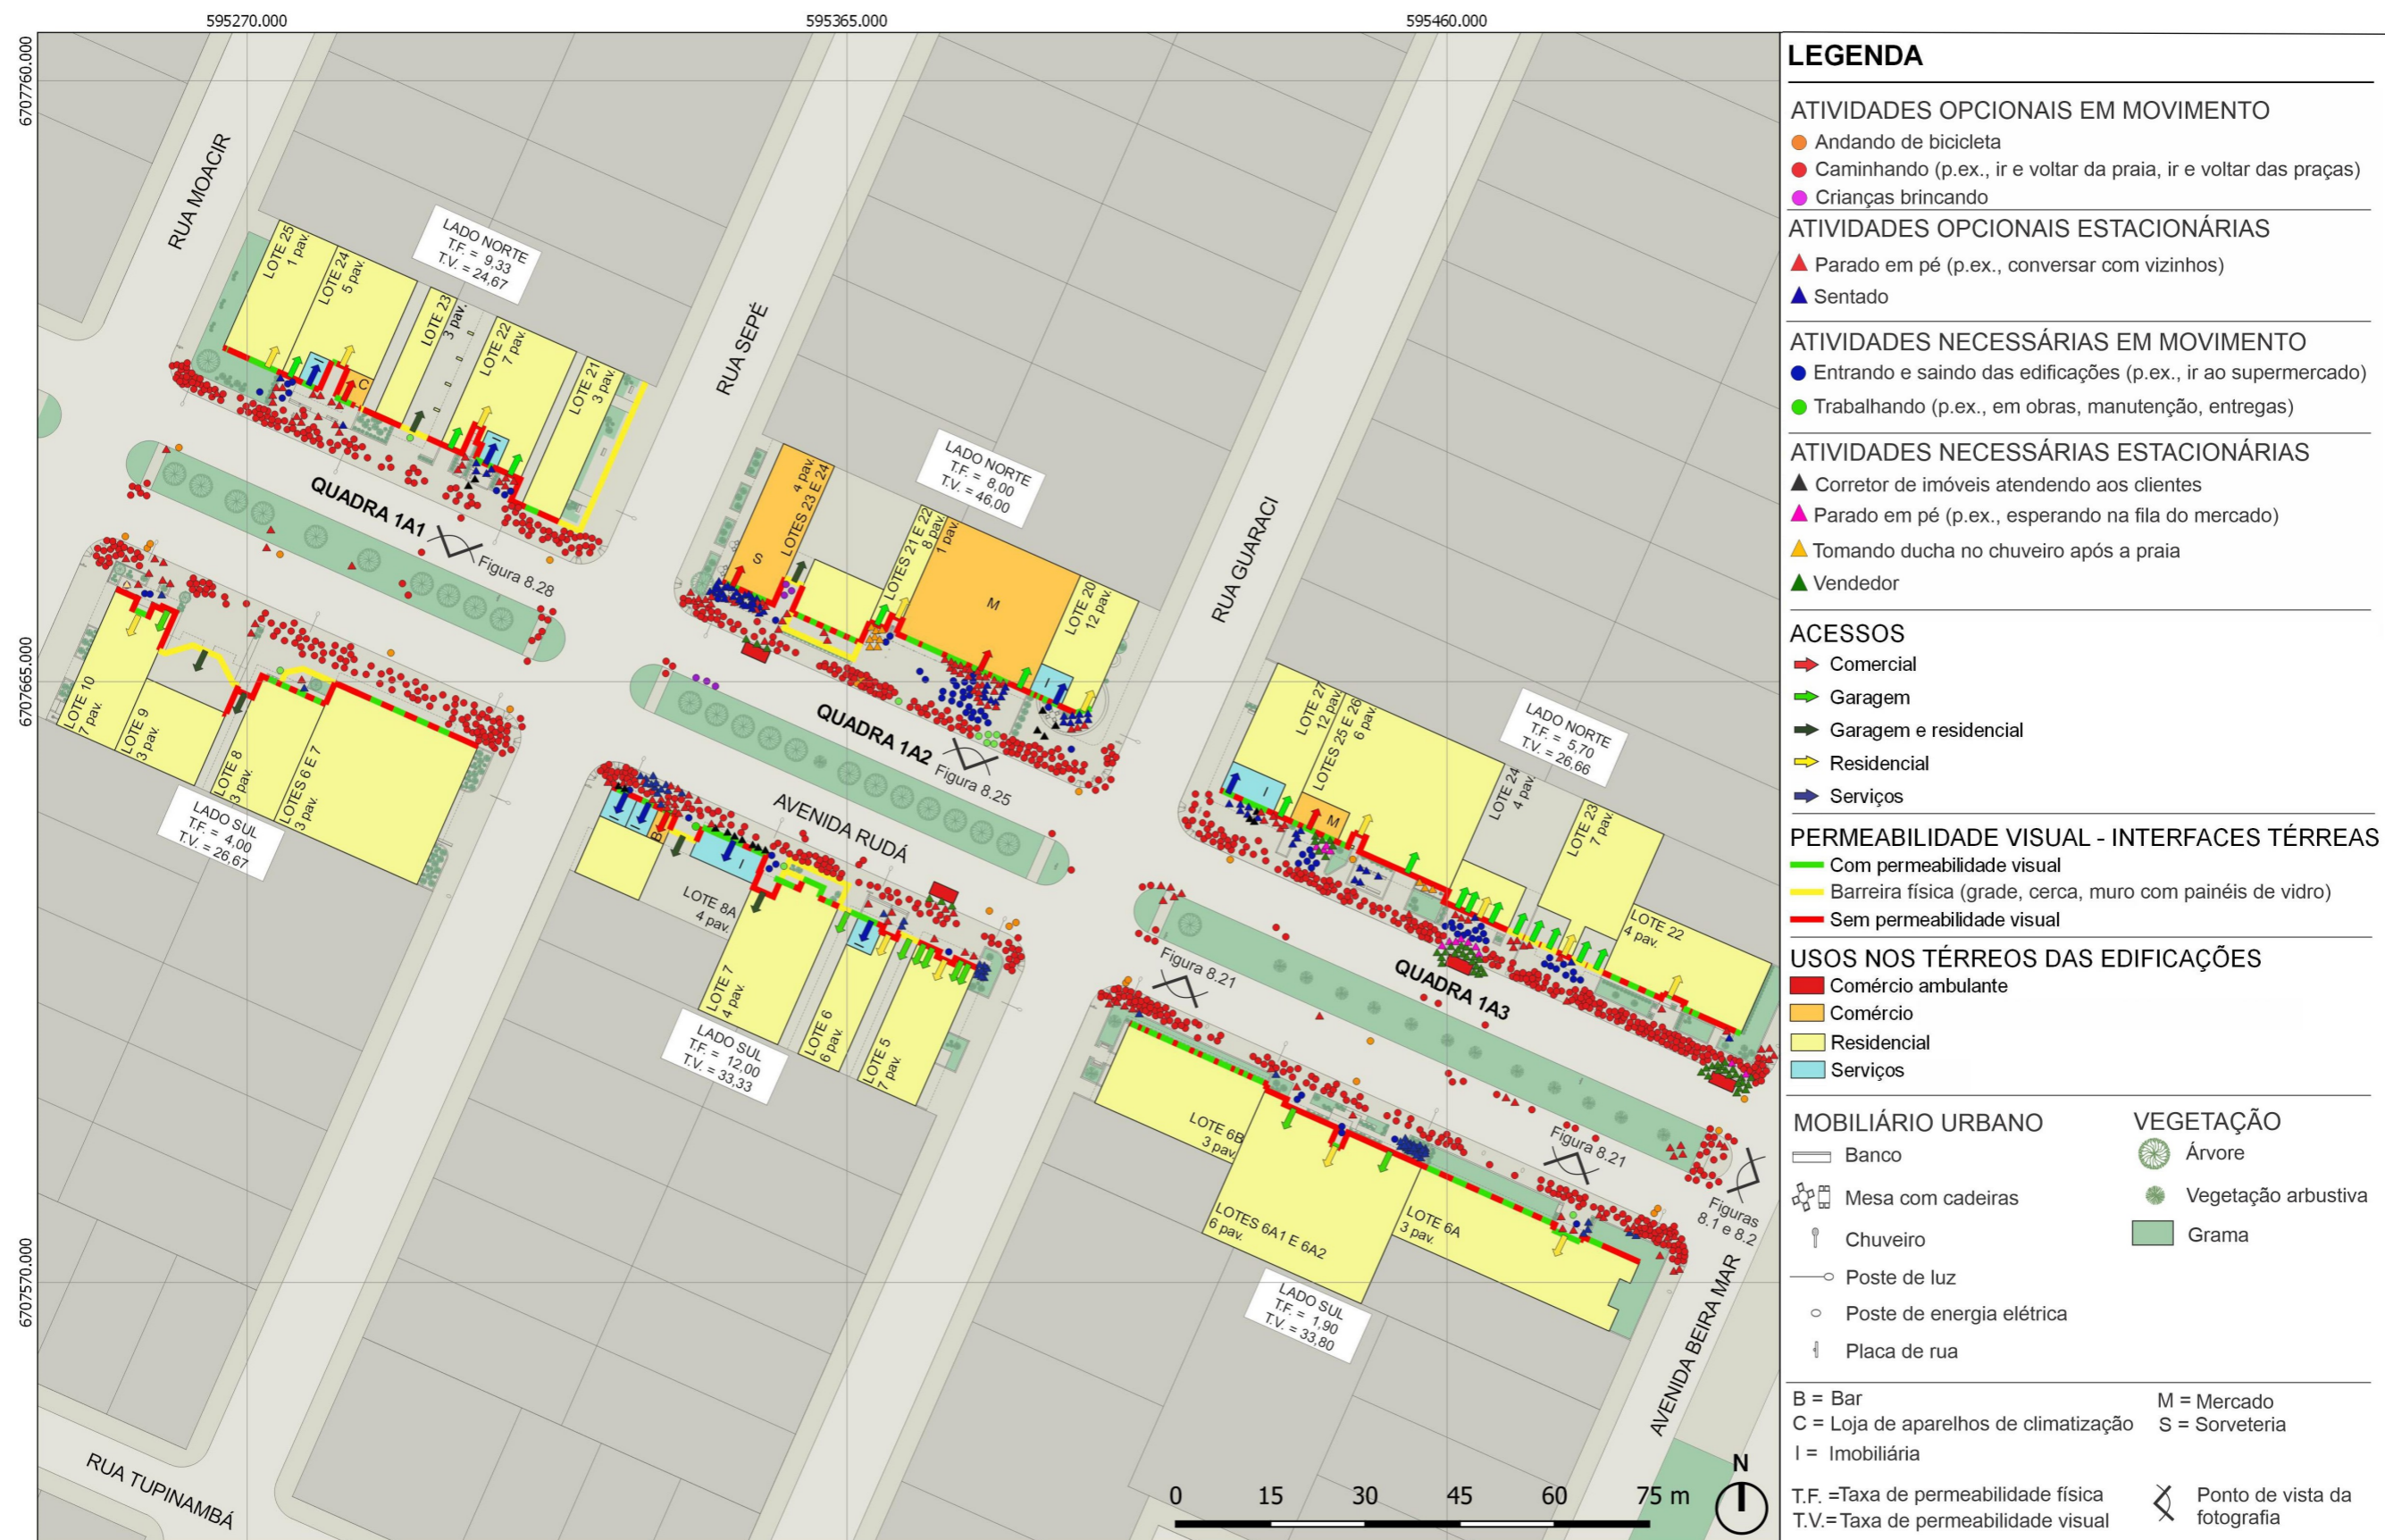 595270.000
595365.000
595460.000
6707760.000
6707665.000
6707570.000
RUA MOACIR
RUA SEPÉ
RUA GUARACI
LADO NORTE
T.F. = 9,33
T.V. = 24,67
LOTE 25
1 pav.
LOTE 24
5 pav.
LOTE 23
3 pav.
LOTE 22
7 pav.
LOTE 21
3 pav.
I
C
I
QUADRA 1A1
Figura 8.28
LADO NORTE
T.F. = 8,00
T.V. = 46,00
4 pav.
LOTES 23 E 24
S
LOTES 21 E 22
8 pav.
1 pav.
M
LOTE 20
12 pav.
I
QUADRA 1A2
Figura 8.25
AVENIDA RUDÁ
LADO NORTE
T.F. = 5,70
T.V. = 26,66
LOTE 27
12 pav.
LOTES 25 E 26
6 pav.
I
M
LOTE 24
4 pav.
LOTE 23
7 pav.
LOTE 22
4 pav.
QUADRA 1A3
Figura 8.21
Figura 8.21
Figuras
8.1 e 8.2
LOTE 10
7 pav.
LOTE 9
3 pav.
LOTE 8
3 pav.
LOTES 6 E 7
3 pav.
LADO SUL
T.F. = 4,00
T.V. = 26,67
I
I
B
I
I
LOTE 8A
4 pav.
LOTE 7
4 pav.
LOTE 6
6 pav.
LOTE 5
7 pav.
LADO SUL
T.F. = 12,00
T.V. = 33,33
LOTE 6B
3 pav.
LOTES 6A1 E 6A2
6 pav.
LOTE 6A
3 pav.
LADO SUL
T.F. = 1,90
T.V. = 33,80
AVENIDA BEIRA MAR
RUA TUPINAMBÁ
0 15 30 45 60 75 m
N
LEGENDA
ATIVIDADES OPCIONAIS EM MOVIMENTO
Andando de bicicleta
Caminhando (p.ex., ir e voltar da praia, ir e voltar das praças)
Crianças brincando
ATIVIDADES OPCIONAIS ESTACIONÁRIAS
Parado em pé (p.ex., conversar com vizinhos)
Sentado
ATIVIDADES NECESSÁRIAS EM MOVIMENTO
Entrando e saindo das edificações (p.ex., ir ao supermercado)
Trabalhando (p.ex., em obras, manutenção, entregas)
ATIVIDADES NECESSÁRIAS ESTACIONÁRIAS
Corretor de imóveis atendendo aos clientes
Parado em pé (p.ex., esperando na fila do mercado)
Tomando ducha no chuveiro após a praia
Vendedor
ACESSOS
Comercial
Garagem
Garagem e residencial
Residencial
Serviços
PERMEABILIDADE VISUAL - INTERFACES TÉRREAS
Com permeabilidade visual
Barreira física (grade, cerca, muro com painéis de vidro)
Sem permeabilidade visual
USOS NOS TÉRREOS DAS EDIFICAÇÕES
Comércio ambulante
Comércio
Residencial
Serviços
MOBILIÁRIO URBANO
Banco
Mesa com cadeiras
Chuveiro
Poste de luz
Poste de energia elétrica
Placa de rua
VEGETAÇÃO
Árvore
Vegetação arbustiva
Grama
B = Bar
C = Loja de aparelhos de climatização
I = Imobiliária
M = Mercado
S = Sorveteria
T.F. =Taxa de permeabilidade física
T.V.=Taxa de permeabilidade visual
Ponto de vista da
fotografia